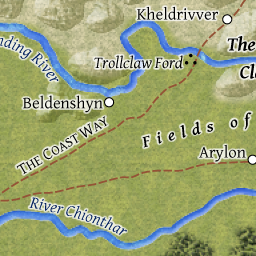 Kheldrivver
The
Cl
nding River
Trollclaw Ford
Beldenshyn
Fields of
THE COAST WAY
Arylon
River Chionthar